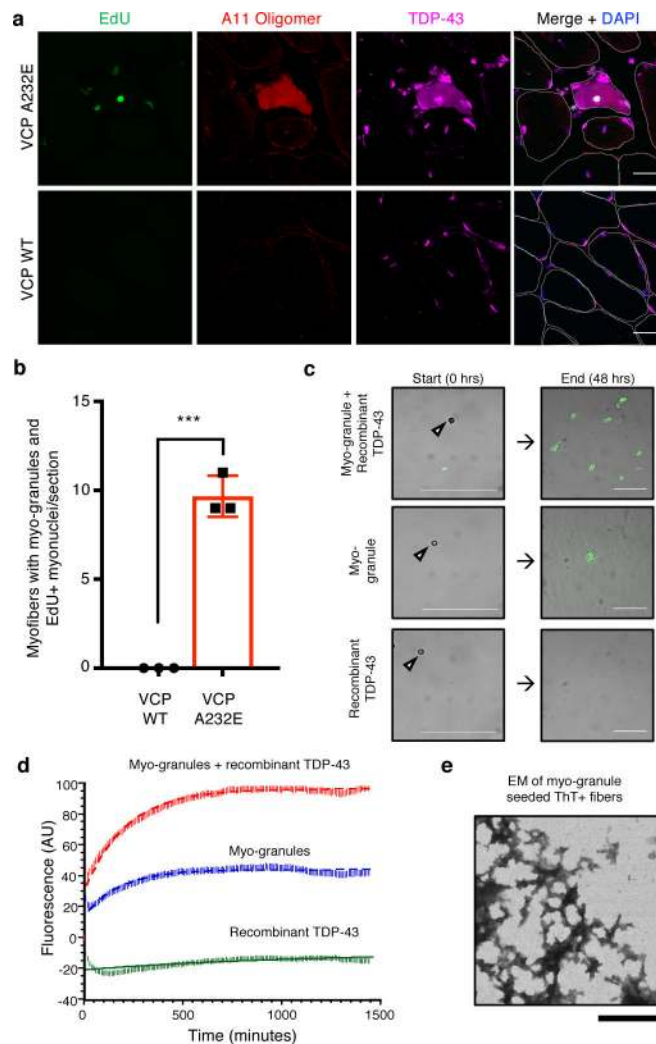 a
EdU
A11 Oligomer
TDP-43
Merge + DAPI
VCP A232E
VCP WT
b
Myofibers with myo-granules and
EdU+ myonuclei/section
15
10
5
0
***
VCP
WT
VCP
A232E
c
Start (0 hrs)
End (48 hrs)
Myo-granule +
Recombinant
TDP-43
Myo-
granule
Recombinant
TDP-43
d
Myo-granules + recombinant TDP-43
Myo-granules
Recombinant TDP-43
Fluorescence (AU)
100
80
60
40
20
0
-20
-40
0
500
1000
1500
Time (minutes)
e
EM of myo-granule
seeded ThT+ fibers